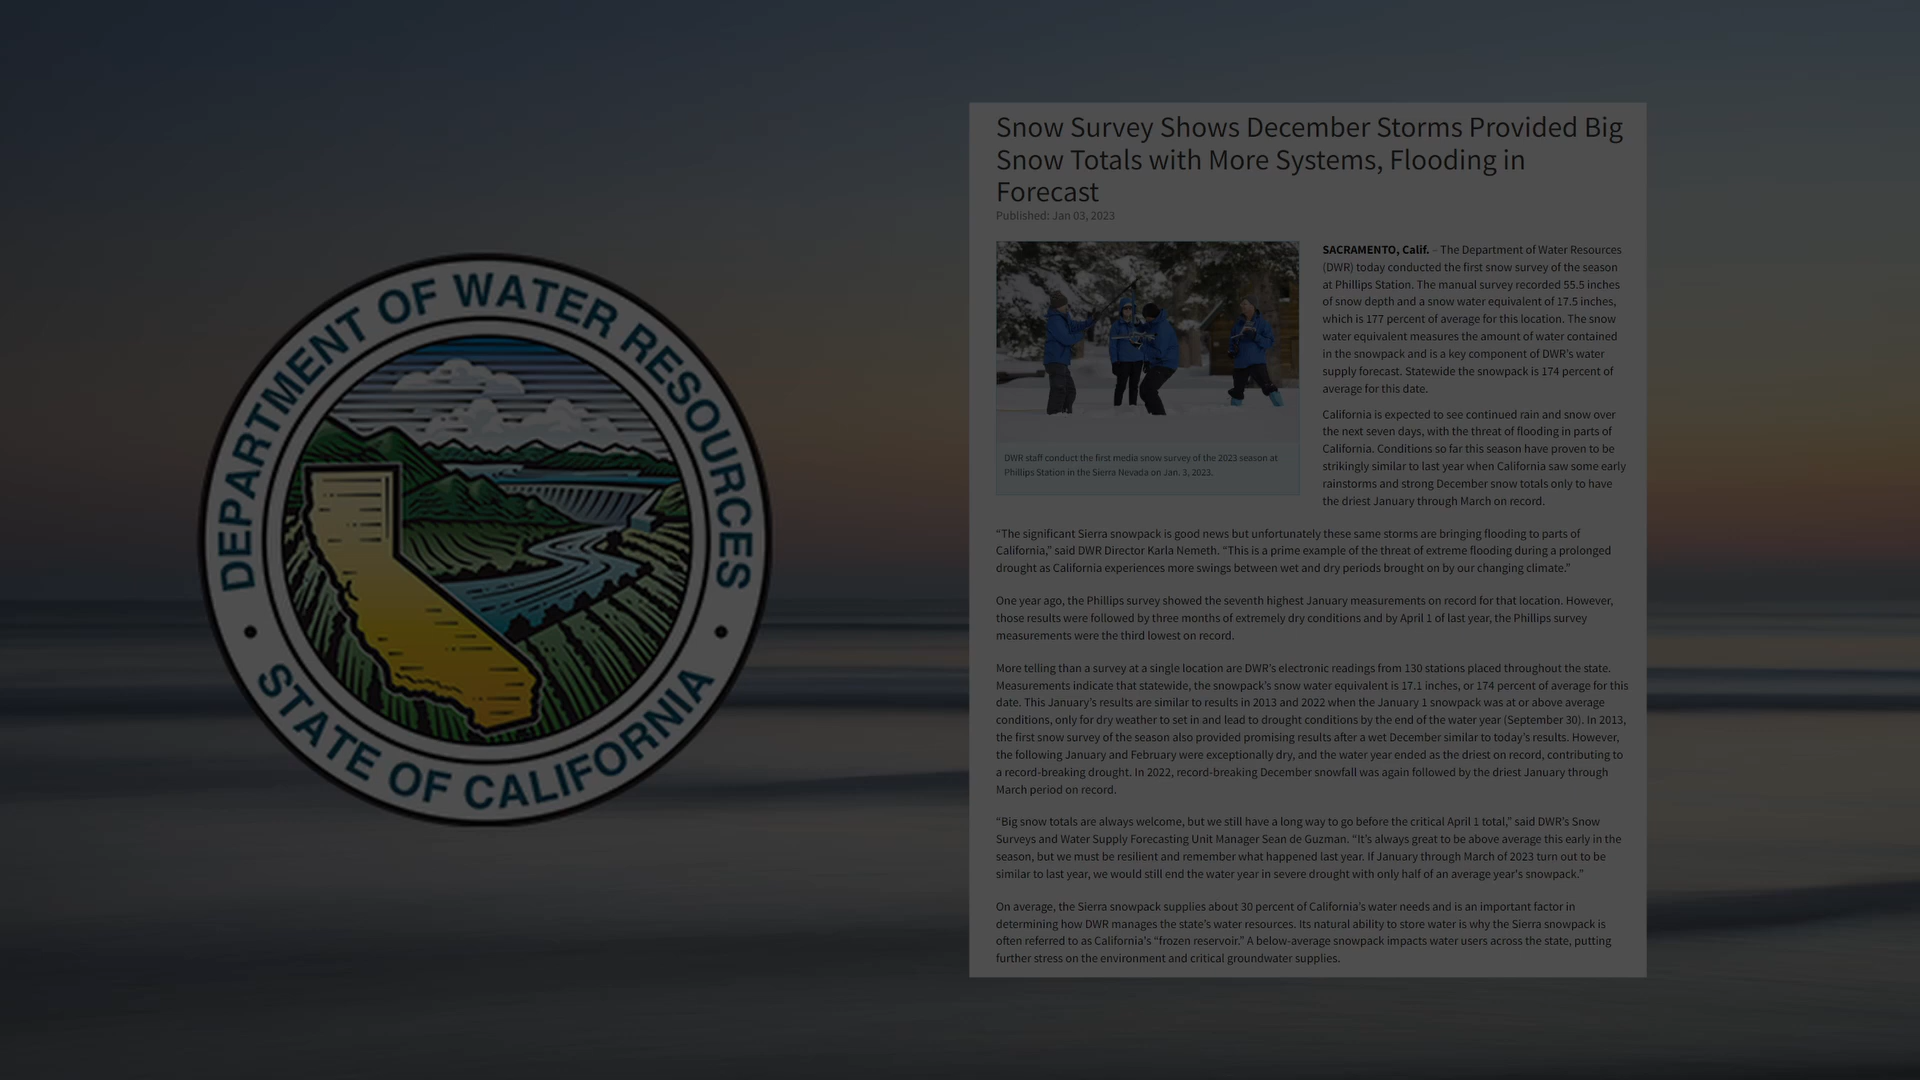 DEPARTMENT OF WATER RESOURCES
STATE OF CALIFORNIA
Snow Survey Shows December Storms Provided Big
Snow Totals with More Systems, Flooding in
Forecast
Published: Jan 03, 2023
DWR staff conduct the first media snow survey of the 2023 season at
Phillips Station in the Sierra Nevada on Jan. 3, 2023.
SACRAMENTO, Calif. – The Department of Water Resources
(DWR) today conducted the first snow survey of the season
at Phillips Station. The manual survey recorded 55.5 inches
of snow depth and a snow water equivalent of 17.5 inches,
which is 177 percent of average for this location. The snow
water equivalent measures the amount of water contained
in the snowpack and is a key component of DWR's water
supply forecast. Statewide the snowpack is 174 percent of
average for this date.
California is expected to see continued rain and snow over
the next seven days, with the threat of flooding in parts of
California. Conditions so far this season have proven to be
strikingly similar to last year when California saw some early
rainstorms and strong December snow totals only to have
the driest January through March on record.
“The significant Sierra snowpack is good news but unfortunately these same storms are bringing flooding to parts of
California,” said DWR Director Karla Nemeth. “This is a prime example of the threat of extreme flooding during a prolonged
drought as California experiences more swings between wet and dry periods brought on by our changing climate.”
One year ago, the Phillips survey showed the seventh highest January measurements on record for that location. However,
those results were followed by three months of extremely dry conditions and by April 1 of last year, the Phillips survey
measurements were the third lowest on record.
More telling than a survey at a single location are DWR's electronic readings from 130 stations placed throughout the state.
Measurements indicate that statewide, the snowpack's snow water equivalent is 17.1 inches, or 174 percent of average for this
date. This January's results are similar to results in 2013 and 2022 when the January 1 snowpack was at or above average
conditions, only for dry weather to set in and lead to drought conditions by the end of the water year (September 30). In 2013,
the first snow survey of the season also provided promising results after a wet December similar to today's results. However,
the following January and February were exceptionally dry, and the water year ended as the driest on record, contributing to
a record-breaking drought. In 2022, record-breaking December snowfall was again followed by the driest January through
March period on record.
“Big snow totals are always welcome, but we still have a long way to go before the critical April 1 total,” said DWR's Snow
Surveys and Water Supply Forecasting Unit Manager Sean de Guzman. “It's always great to be above average this early in the
season, but we must be resilient and remember what happened last year. If January through March of 2023 turn out to be
similar to last year, we would still end the water year in severe drought with only half of an average year's snowpack.”
On average, the Sierra snowpack supplies about 30 percent of California's water needs and is an important factor in
determining how DWR manages the state's water resources. Its natural ability to store water is why the Sierra snowpack is
often referred to as California's “frozen reservoir.” A below-average snowpack impacts water users across the state, putting
further stress on the environment and critical groundwater supplies.